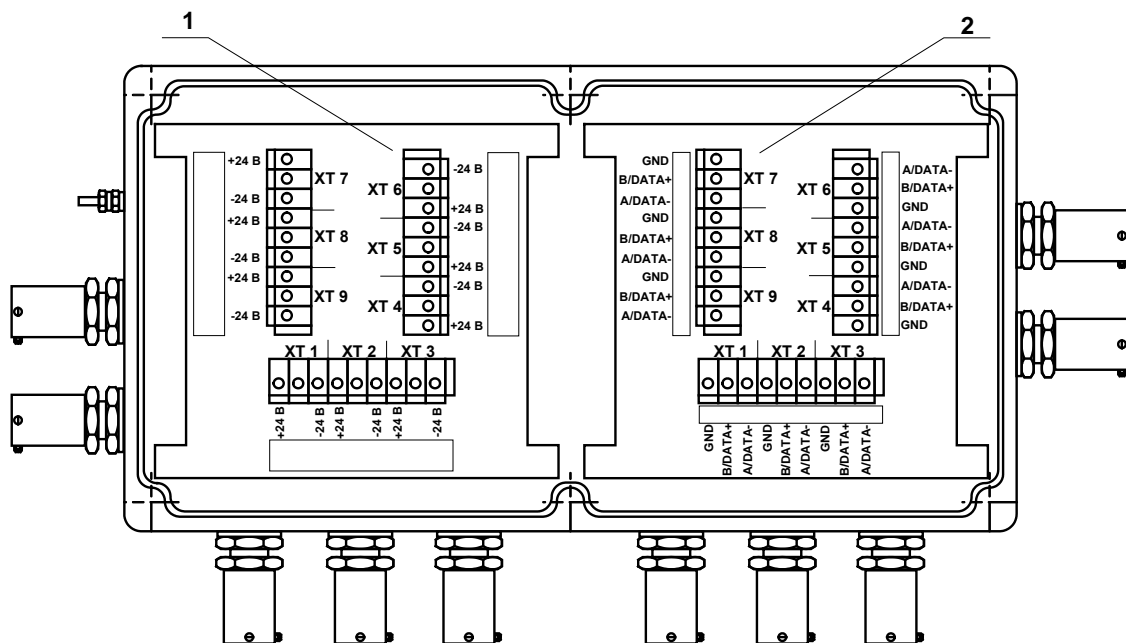 1
2
+24 В
-24 В
+24 В
-24 В
+24 В
-24 В
XT 7
XT 8
XT 9
XT 6
XT 5
XT 4
-24 В
+24 В
-24 В
+24 В
-24 В
+24 В
XT 1 XT 2 XT 3
+24 В -24 В +24 В -24 В +24 В -24 В
GND
B/DATA+
A/DATA-
GND
B/DATA+
A/DATA-
GND
B/DATA+
A/DATA-
XT 7
XT 8
XT 9
XT 6
XT 5
XT 4
A/DATA-
B/DATA+
GND
A/DATA-
B/DATA+
GND
A/DATA-
B/DATA+
GND
XT 1 XT 2 XT 3
GND B/DATA+ A/DATA- GND B/DATA+ A/DATA- GND B/DATA+ A/DATA-